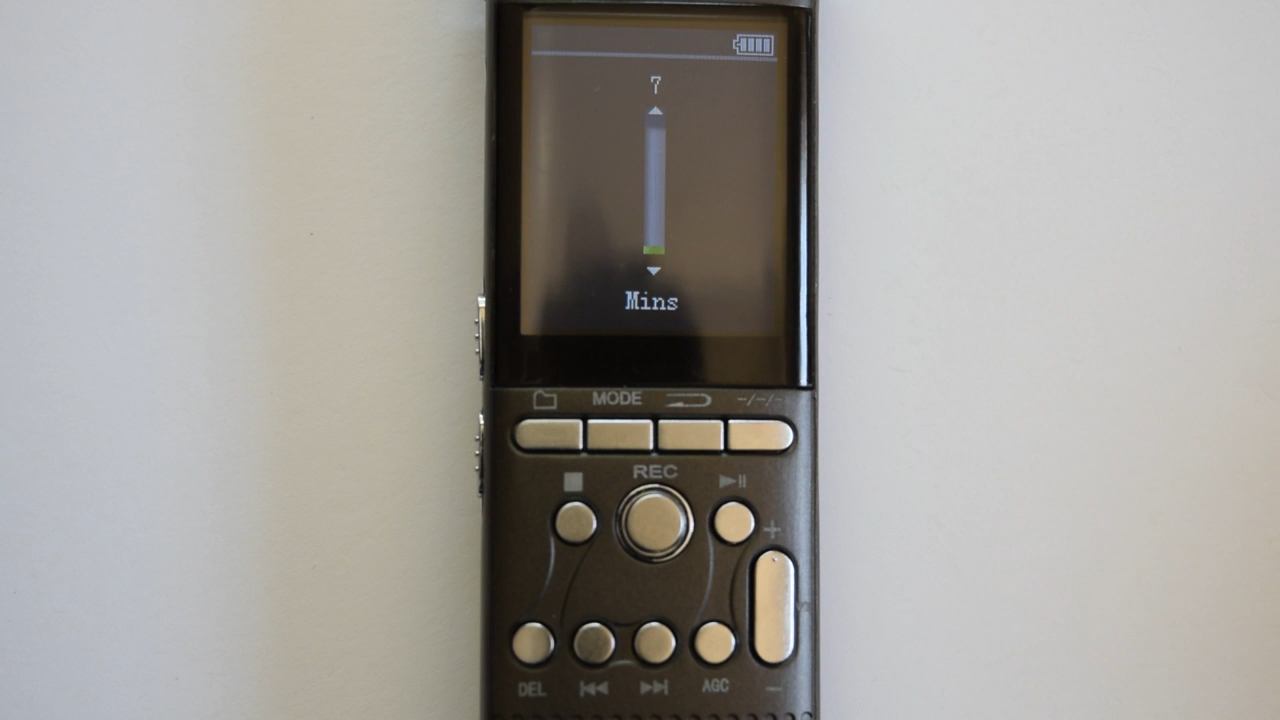 7
Mins
MODE -/-/-
REC
DEL AGC